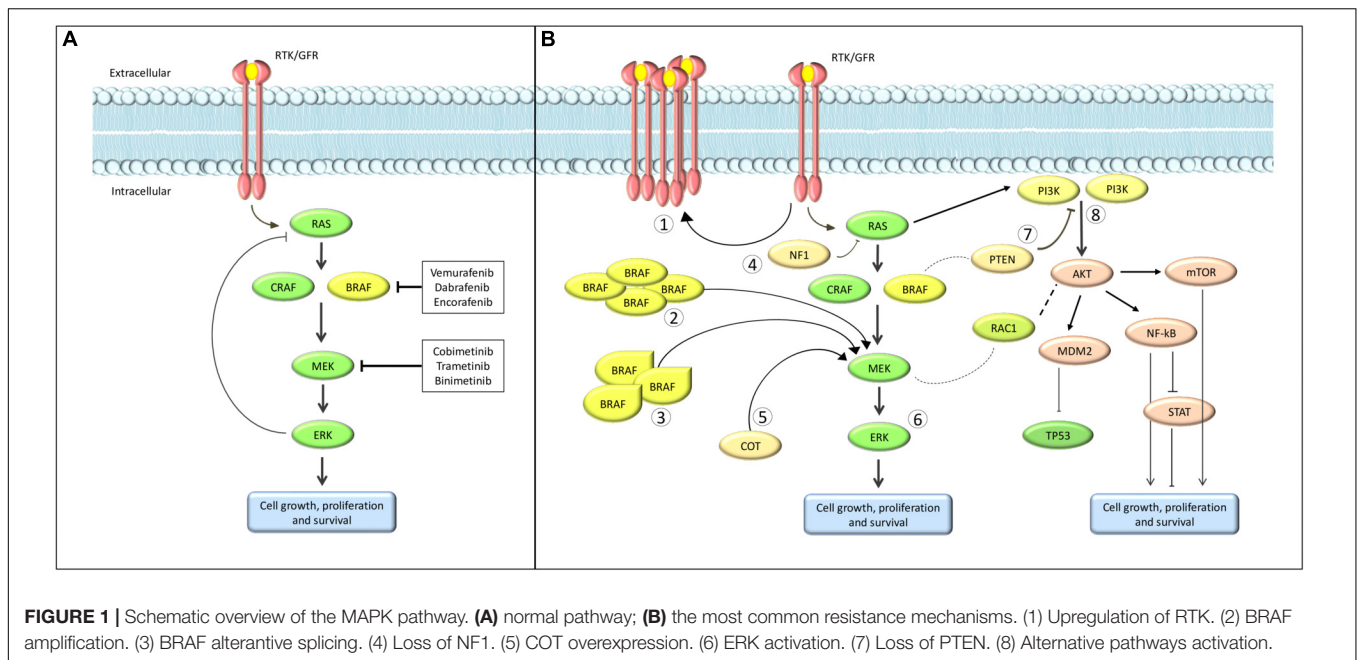 A
RTK/GFR
Extracellular
Intracellular
RAS
CRAF
BRAF
Vemurafenib
Dabrafenib
Encorafenib
MEK
Cobimetinib
Trametinib
Binimetinib
ERK
Cell growth, proliferation
and survival
B
RTK/GFR
1
PI3K
PI3K
8
RAS
7
4
NF1
PTEN
AKT
mTOR
CRAF
BRAF
BRAF
BRAF
BRAF
BRAF
2
RAC1
NF-kB
MDM2
MEK
BRAF
BRAF
BRAF
3
5
COT
ERK
6
STAT
TP53
Cell growth, proliferation
and survival
Cell growth, proliferation
and survival
FIGURE 1 | Schematic overview of the MAPK pathway. (A) normal pathway; (B) the most common resistance mechanisms. (1) Upregulation of RTK. (2) BRAF
amplification. (3) BRAF alterantive splicing. (4) Loss of NF1. (5) COT overexpression. (6) ERK activation. (7) Loss of PTEN. (8) Alternative pathways activation.